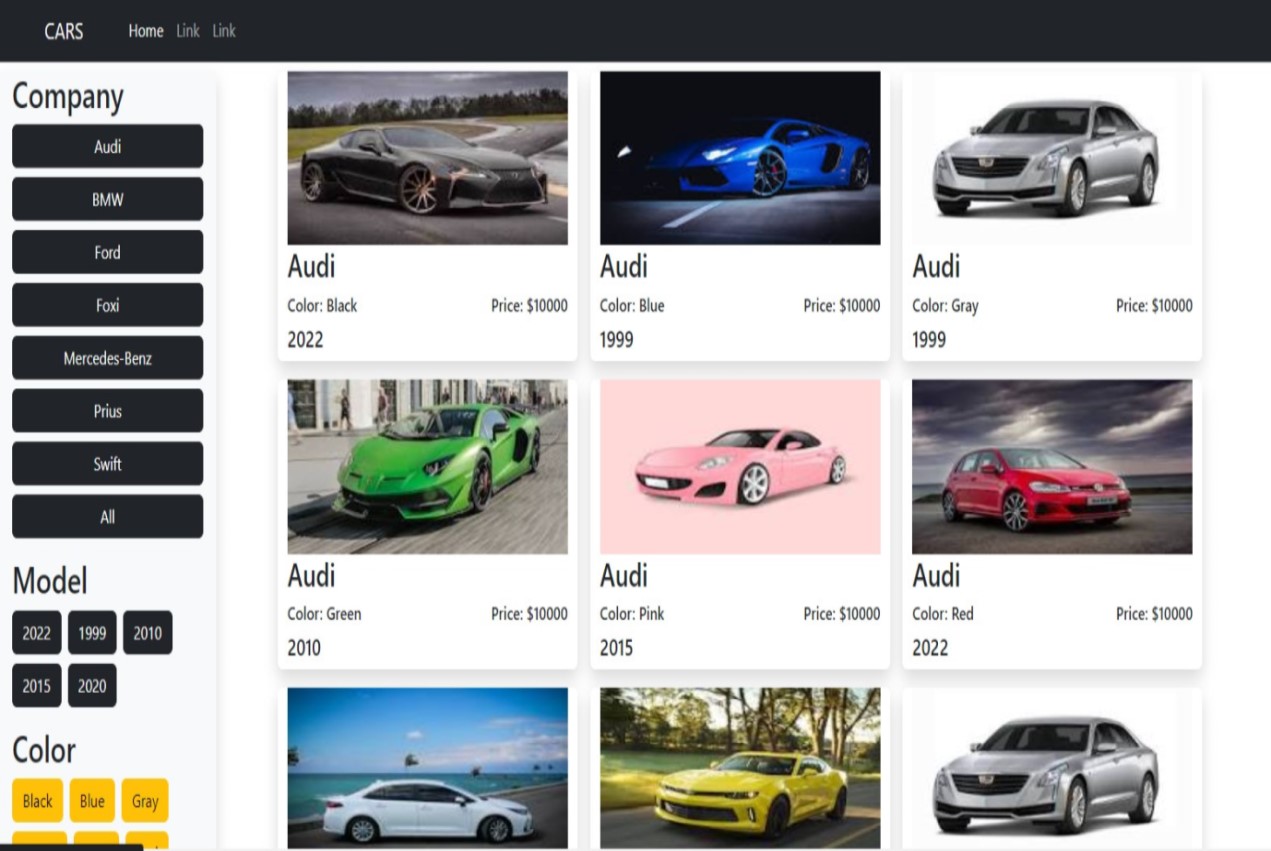 CARS Home Link Link
Company
Audi
BMW
Ford
Foxi
Mercedes-Benz
Prius
Swift
All
Model
2022 1999 2010
2015 2020
Color
Black Blue Gray
Audi
Color: Black Price: $10000
2022
Audi
Color: Blue Price: $10000
1999
Audi
Color: Gray Price: $10000
1999
Audi
Color: Green Price: $10000
2010
Audi
Color: Pink Price: $10000
2015
Audi
Color: Red Price: $10000
2022